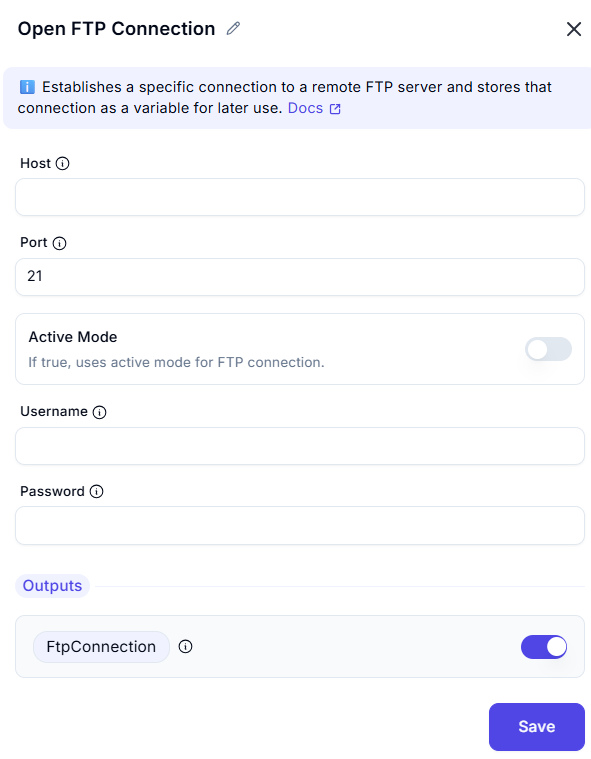 Open FTP Connection
Establishes a specific connection to a remote FTP server and stores that
connection as a variable for later use. Docs
Host
Port
21
Active Mode
If true, uses active mode for FTP connection.
Username
Password
Outputs
FtpConnection
Save